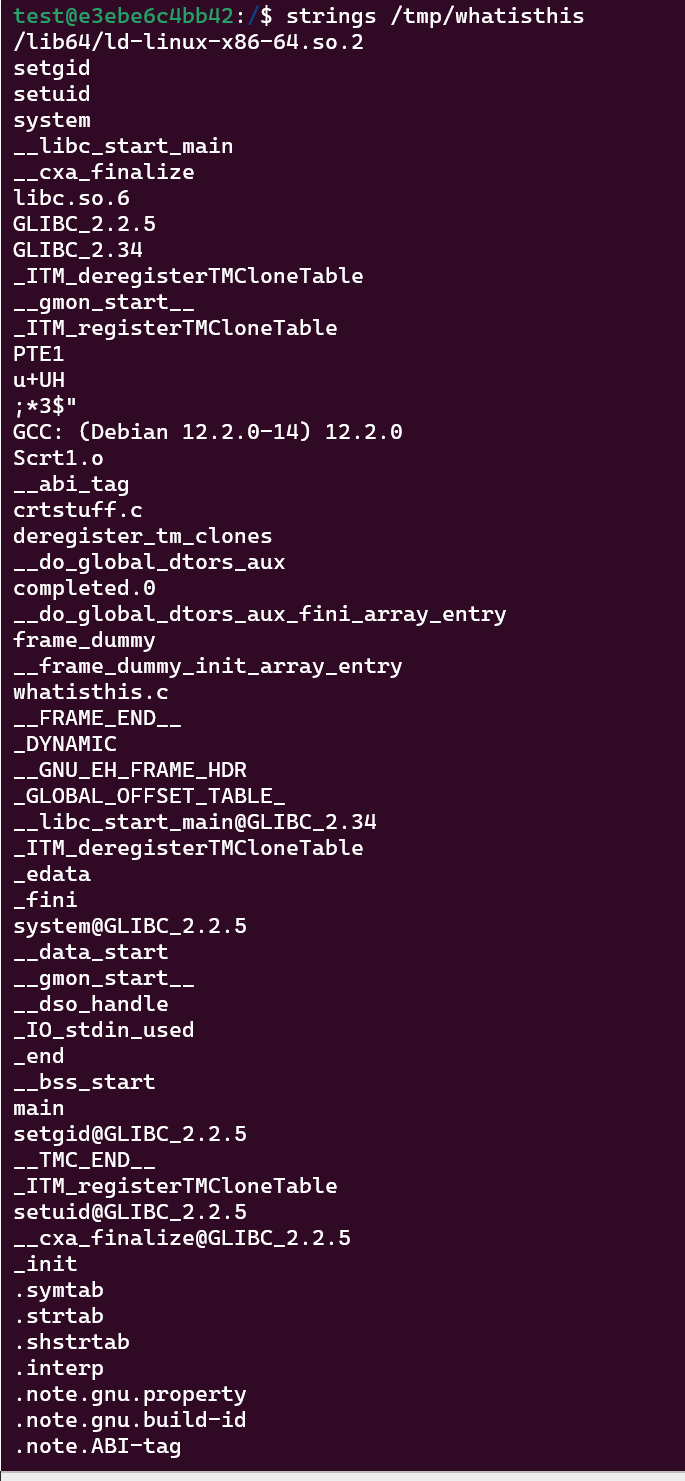 test@e3ebe6c4bb42:/$ strings /tmp/whatisthis
/lib64/ld-linux-x86-64.so.2
setgid
setuid
system
__libc_start_main
__cxa_finalize
libc.so.6
GLIBC_2.2.5
GLIBC_2.34
_ITM_deregisterTMCloneTable
__gmon_start__
_ITM_registerTMCloneTable
PTE1
u+UH
;*3$"
GCC: (Debian 12.2.0-14) 12.2.0
Scrt1.o
__abi_tag
crtstuff.c
deregister_tm_clones
__do_global_dtors_aux
completed.0
__do_global_dtors_aux_fini_array_entry
frame_dummy
__frame_dummy_init_array_entry
whatisthis.c
__FRAME_END__
_DYNAMIC
__GNU_EH_FRAME_HDR
_GLOBAL_OFFSET_TABLE_
__libc_start_main@GLIBC_2.34
_ITM_deregisterTMCloneTable
_edata
_fini
system@GLIBC_2.2.5
__data_start
__gmon_start__
__dso_handle
_IO_stdin_used
_end
__bss_start
main
setgid@GLIBC_2.2.5
__TMC_END__
_ITM_registerTMCloneTable
setuid@GLIBC_2.2.5
__cxa_finalize@GLIBC_2.2.5
_init
.symtab
.strtab
.shstrtab
.interp
.note.gnu.property
.note.gnu.build-id
.note.ABI-tag